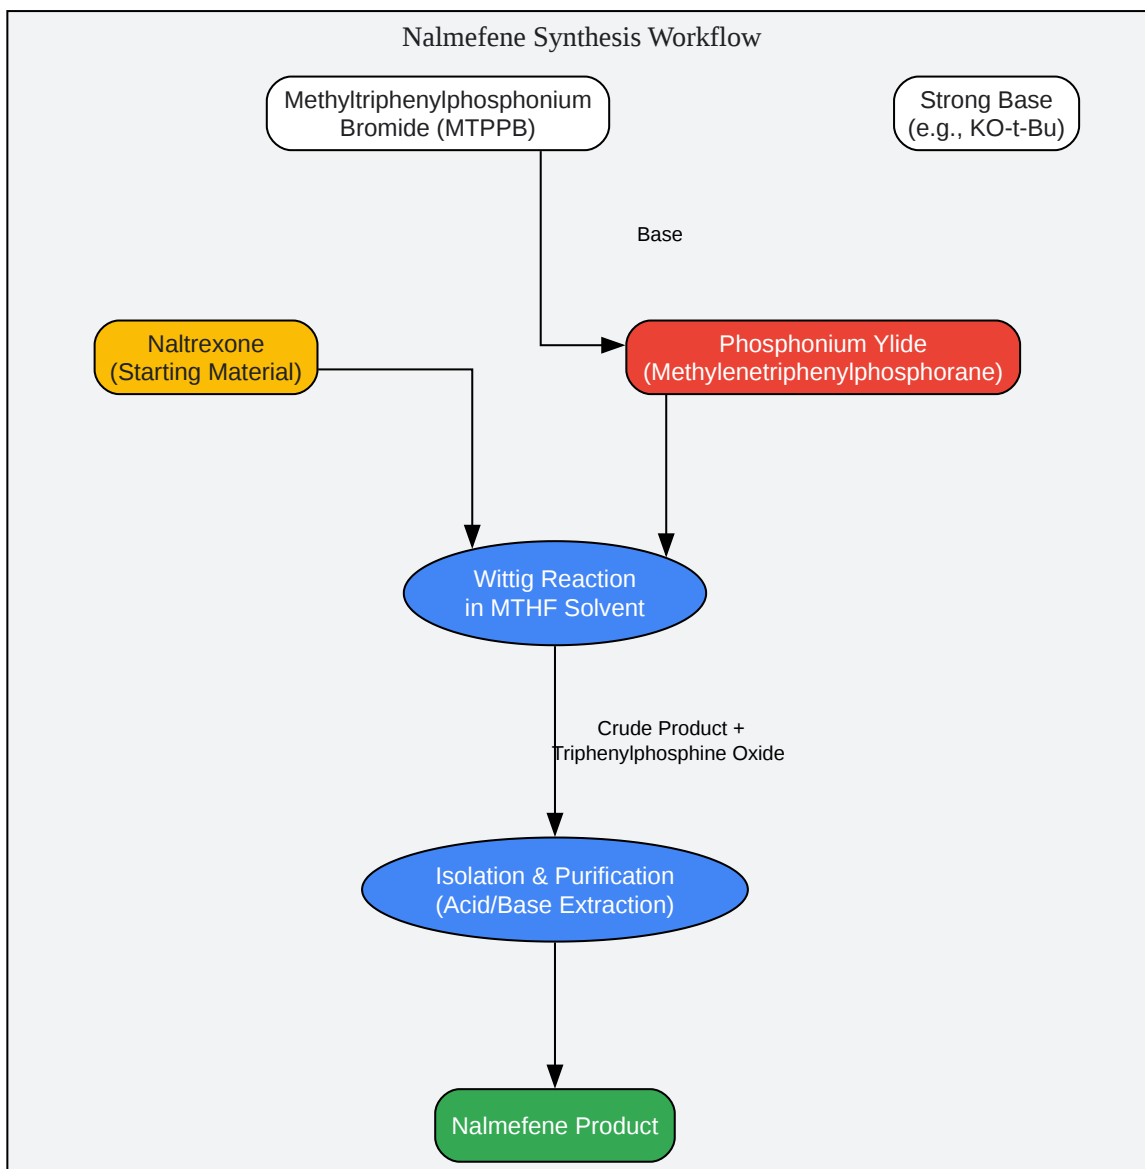 Nalmefene Synthesis Workflow
Methyltriphenylphosphonium
Bromide (MTPPB)
Strong Base
(e.g., KO-t-Bu)
Base
Naltrexone
(Starting Material)
Phosphonium Ylide
(Methylenetriphenylphosphorane)
Wittig Reaction
in MTHF Solvent
Crude Product +
Triphenylphosphine Oxide
Isolation & Purification
(Acid/Base Extraction)
Nalmefene Product